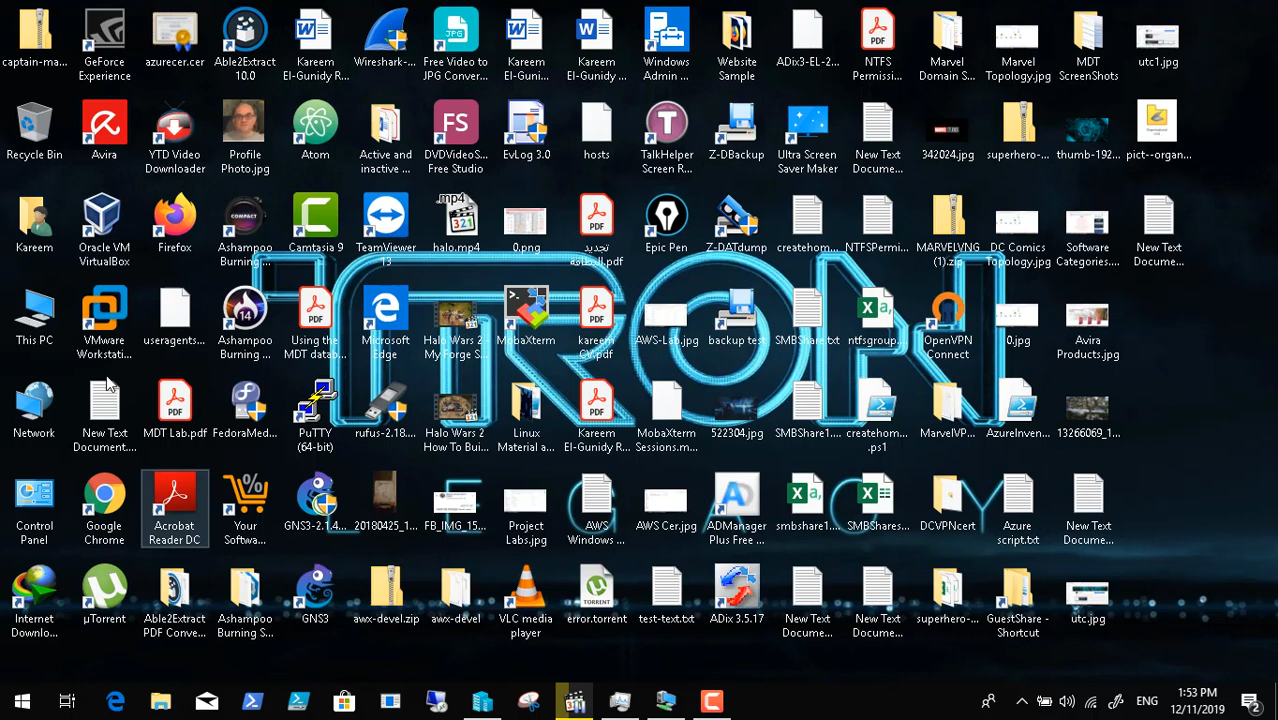 captain-ma...
GeForce
Experience
azurecer.cer
Able2Extract
10.0
Kareem
El-Gunidy R...
Wireshark-...
Free Video to
JPG Conver...
Kareem
El-Gunidy ...
Kareem
El-Gunidy ...
Windows
Admin ...
Website
Sample
ADix3-EL-2...
NTFS
Permissi...
Marvel
Domain S...
Marvel
Topology.jpg
MDT
ScreenShots
utc1.jpg
Recycle Bin
Avira
YTD Video
Downloader
Profile
Photo.jpg
Atom
Active and
inactive ...
DVDVideoS...
Free Studio
EvLog 3.0
hosts
TalkHelper
Screen R...
Z-DBackup
Ultra Screen
Saver Maker
New Text
Docume...
342024.jpg
superhero-...
thumb-192...
pict--organ...
Kareem
Oracle VM
VirtualBox
Firefox
Ashampoo
Burning ...
Camtasia 9
TeamViewer
13
halo.mp4
0.png
تجديد
البطاقة.pdf
Epic Pen
Z-DATdump
createhom...
NTFSPermi...
MARVELVNG
(1).zip
DC Comics
Topology.jpg
Software
Categories....
New Text
Docume...
This PC
VMware
Workstati...
useragents...
Ashampoo
Burning ...
Using the
MDT datab...
Microsoft
Edge
Halo Wars 2 -
My Forge S...
MobaXterm
kareem
CV.pdf
AWS-Lab.jpg
backup test
SMBShare.txt
ntfsgroup....
OpenVPN
Connect
0.jpg
Avira
Products.jpg
Network
New Text
Document....
MDT Lab.pdf
FedoraMed...
PuTTY
(64-bit)
rufus-2.18....
Halo Wars 2
How To Bui...
Linux
Material a...
Kareem
El-Gunidy R...
MobaXterm
Sessions.m...
522304.jpg
SMBShare1....
createhom...
.ps1
MarvelVP...
AzureInven...
13266069_1...
Control
Panel
Google
Chrome
Acrobat
Reader DC
Your
Softwa...
GNS3-2.1.4...
20180425_1...
FB_IMG_15...
Project
Labs.jpg
AWS
Windows ...
AWS Cer.jpg
ADManager
Plus Free ...
smbshare1....
SMBShares...
DCVPNcert
Azure
script.txt
New Text
Docume...
Internet
Downlo...
µTorrent
Able2Extract
PDF Conve...
Ashampoo
Burning S...
GNS3
awx-devel.zip
awx-devel
VLC media
player
error.torrent
test-text.txt
ADix 3.5.17
New Text
Docume...
New Text
Docume...
superhero-...
GuestShare -
Shortcut
utc.jpg
TRON
LEGACY
ENG
1:53 PM
12/11/2019
2